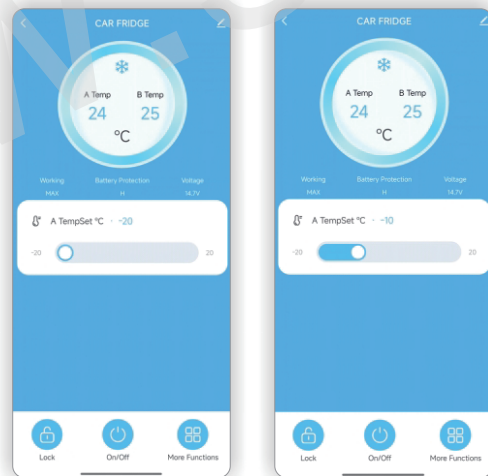 CAR FRIDGE
A Temp B Temp
24 25
°C
Working Battery Protection Voltage
MAX H 14.7V
A TempSet °C · -20
-20 20
Lock On/Off More Functions
CAR FRIDGE
A Temp B Temp
24 25
°C
Working Battery Protection Voltage
MAX H 14.7V
A TempSet °C · -10
-20 20
Lock On/Off More Functions